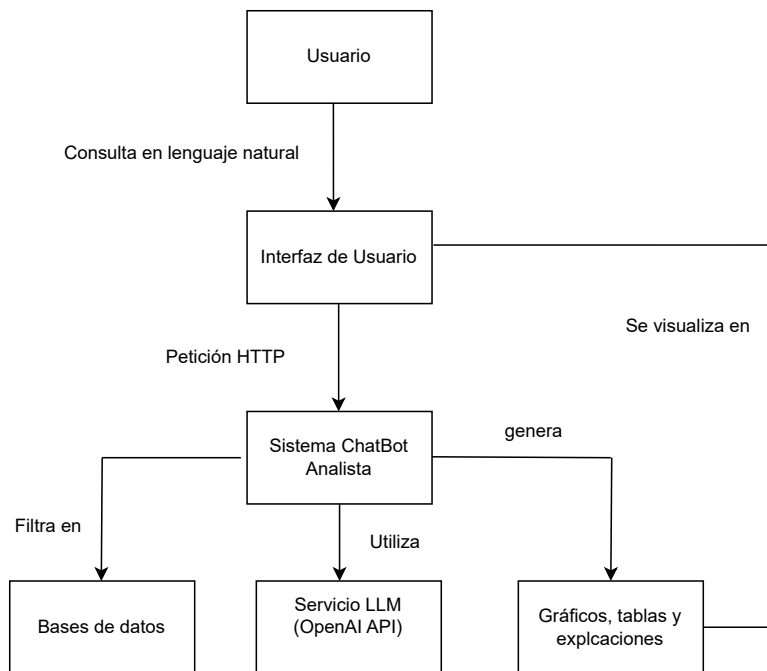 Usuario
Consulta en lenguaje natural
Interfaz de Usuario
Se visualiza en
Petición HTTP
Sistema ChatBot
Analista
genera
Filtra en
Utiliza
Bases de datos
Servicio LLM
(OpenAI API)
Gráficos, tablas y
explcaciones